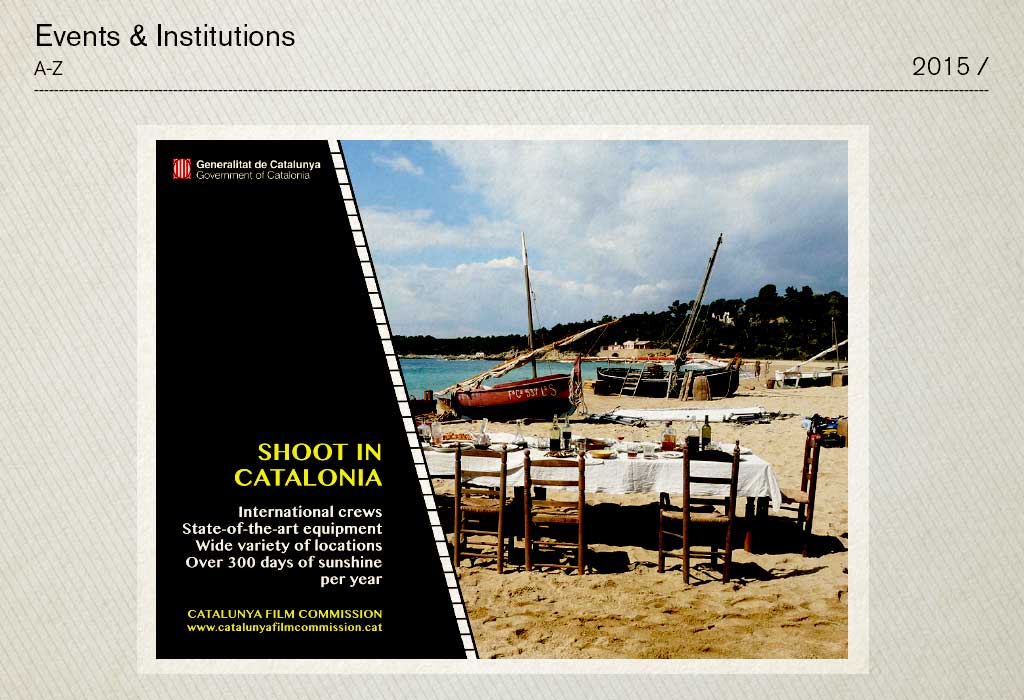 Events & Institutions
A-Z
2015 /
Generalitat de Catalunya
Government of Catalonia
SHOOT IN
CATALONIA
International crews
State-of-the-art equipment
Wide variety of locations
Over 300 days of sunshine
per year
CATALUNYA FILM COMMISSION
www.catalunyafilmcommission.cat